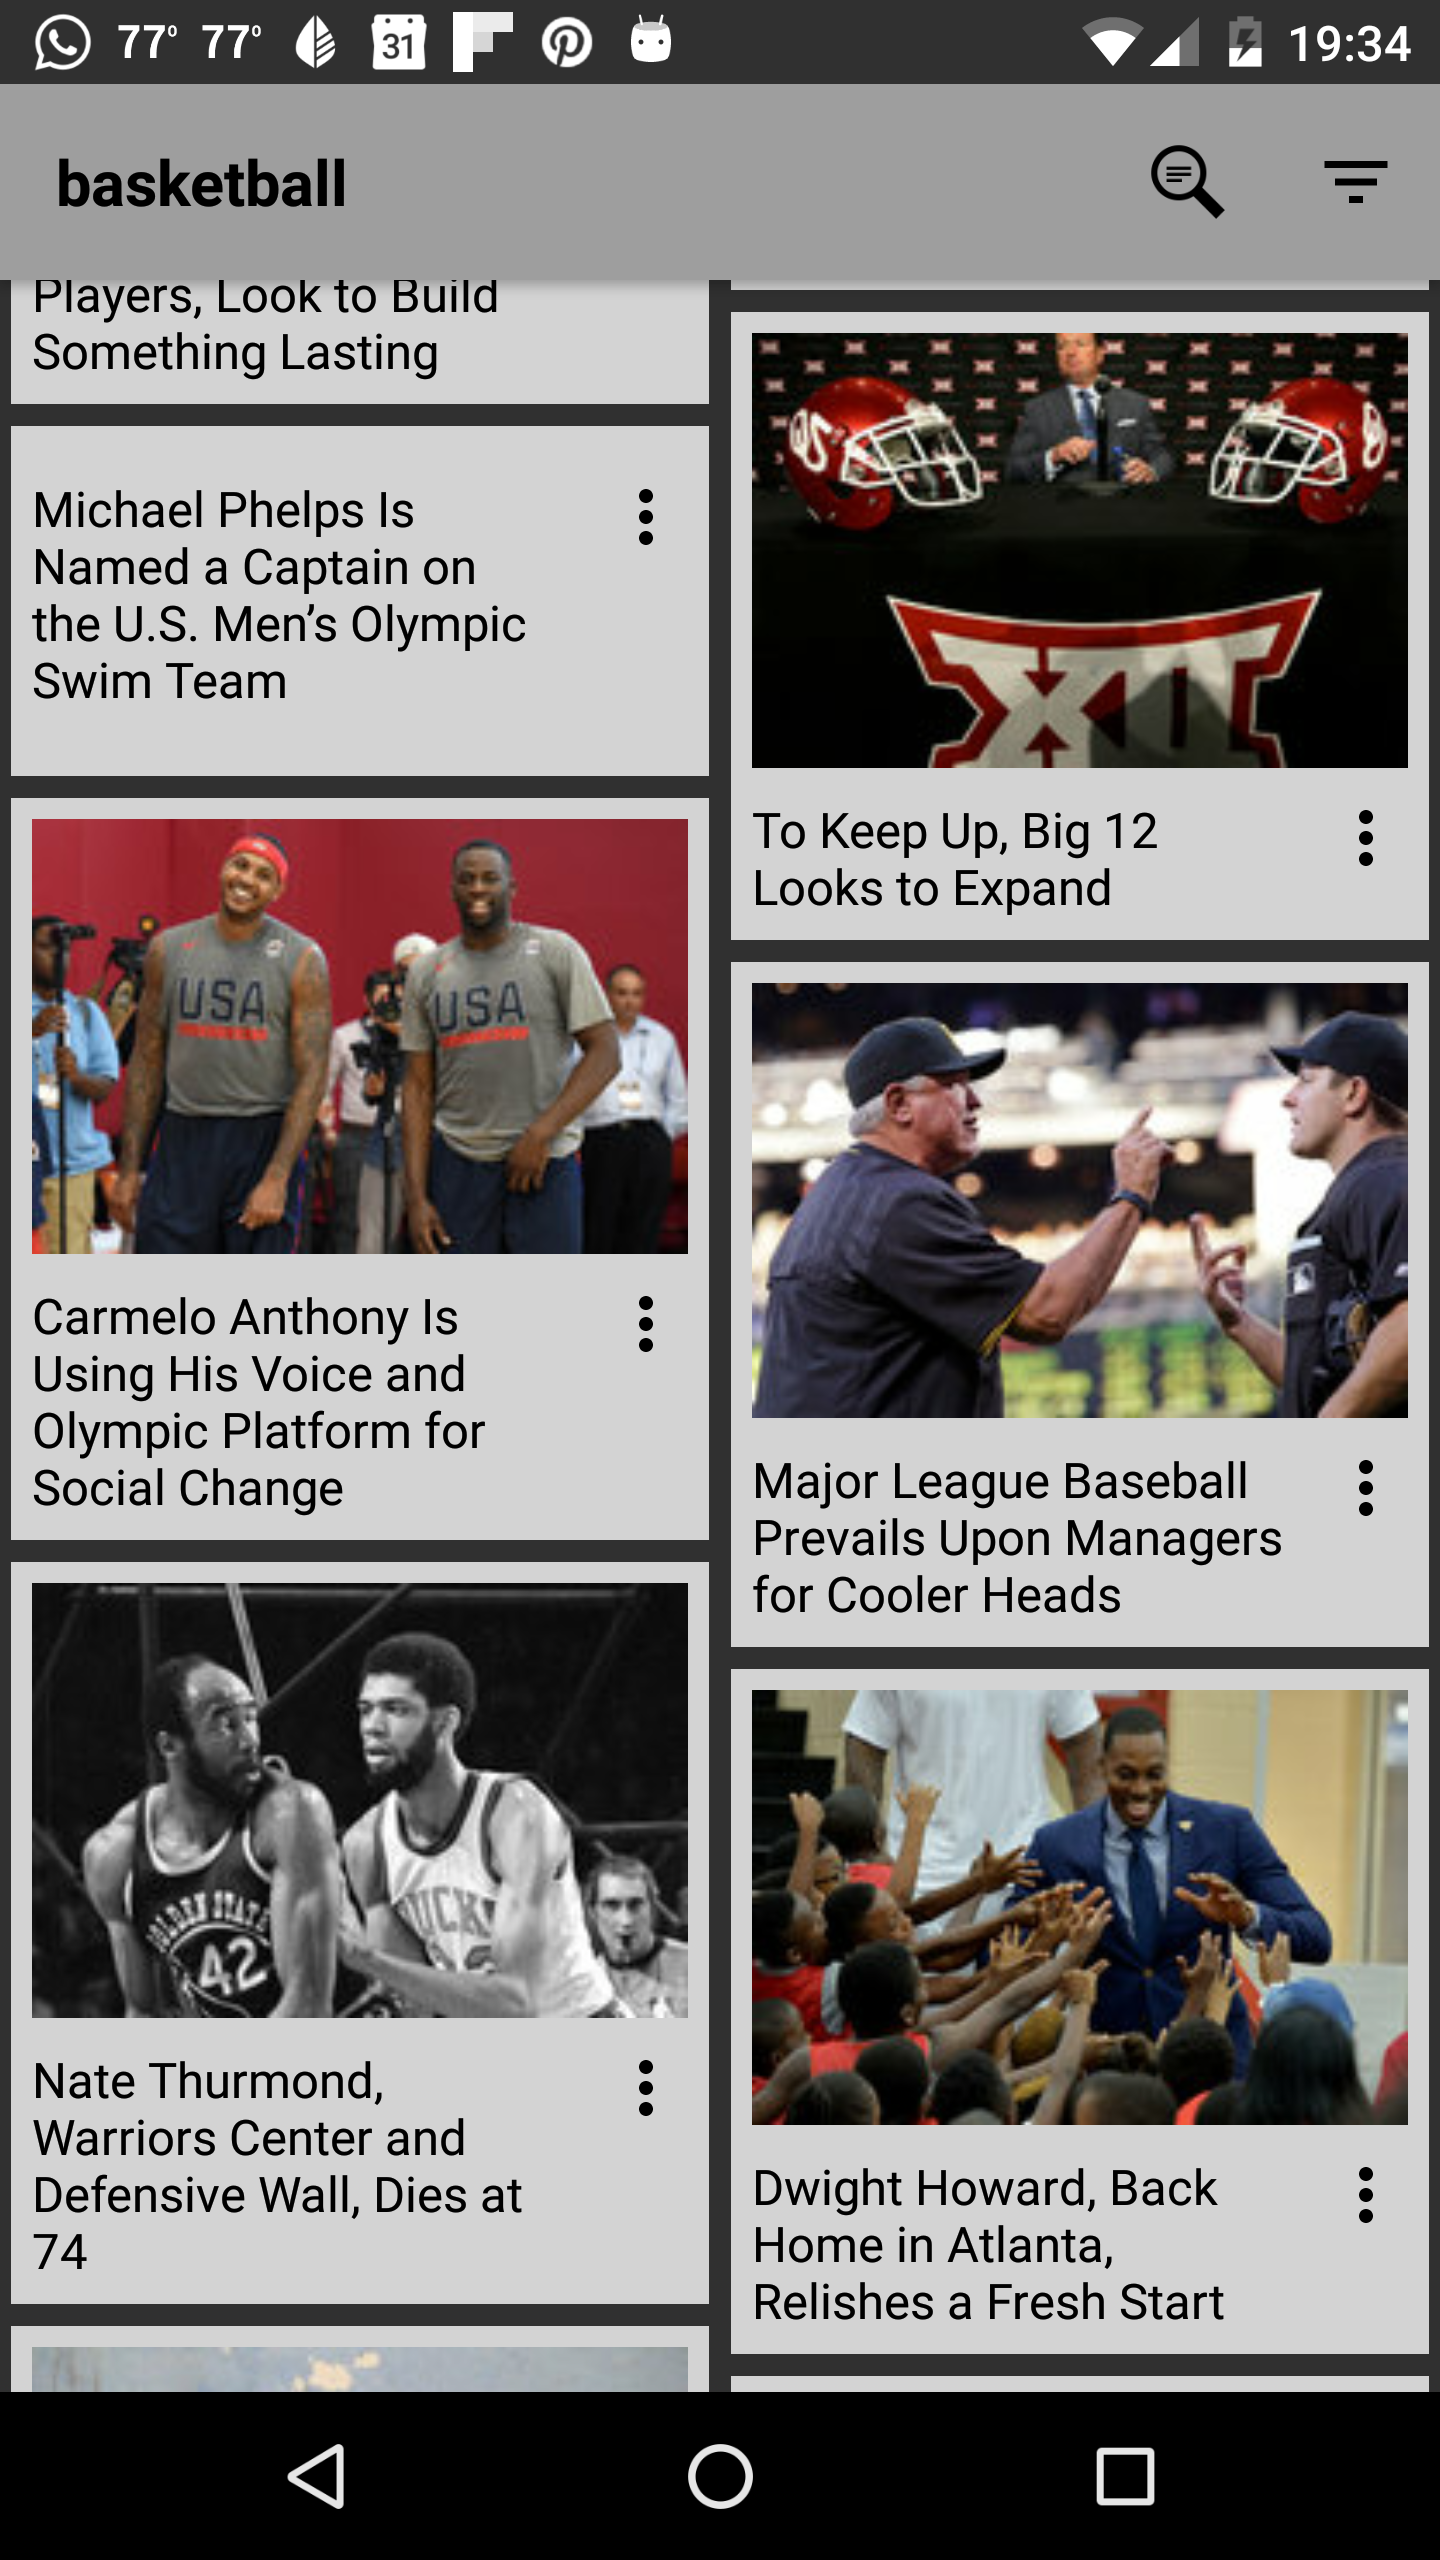 77° 77° 31 19:34
basketball
Players, Look to Build
Something Lasting
Michael Phelps Is
Named a Captain on
the U.S. Men’s Olympic
Swim Team
USA
USA
Carmelo Anthony Is
Using His Voice and
Olympic Platform for
Social Change
GOLDEN STATE
42
BUCKS
Nate Thurmond,
Warriors Center and
Defensive Wall, Dies at
74
XII
To Keep Up, Big 12
Looks to Expand
Major League Baseball
Prevails Upon Managers
for Cooler Heads
Dwight Howard, Back
Home in Atlanta,
Relishes a Fresh Start